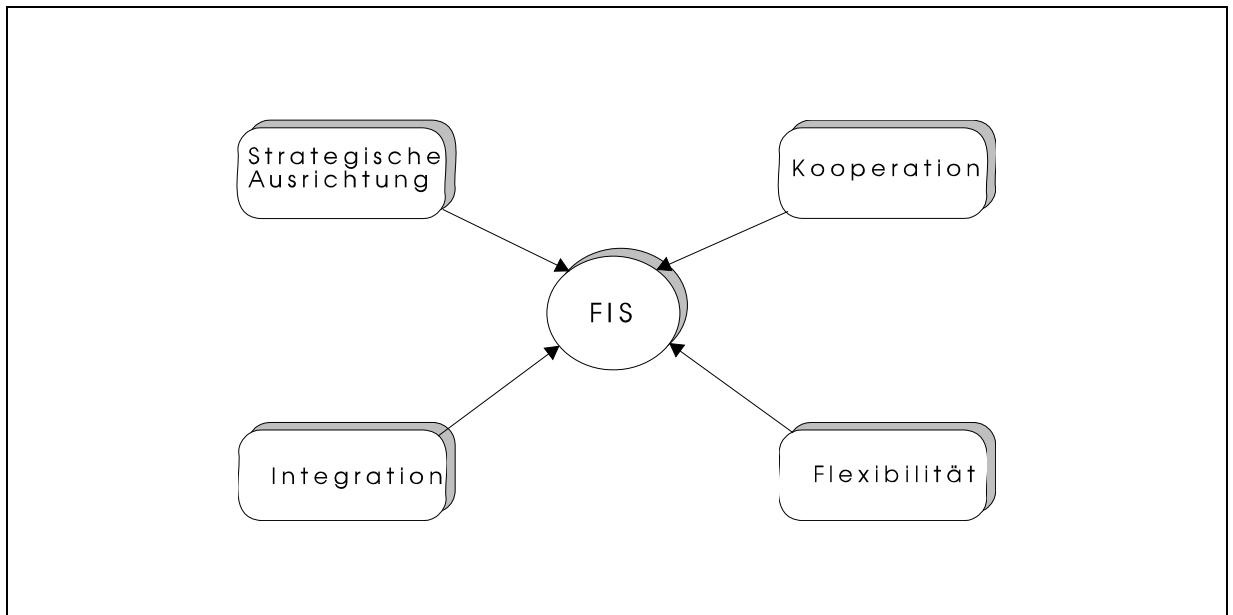 Strategische
Ausrichtung
Kooperation
FIS
Integration
Flexibilität